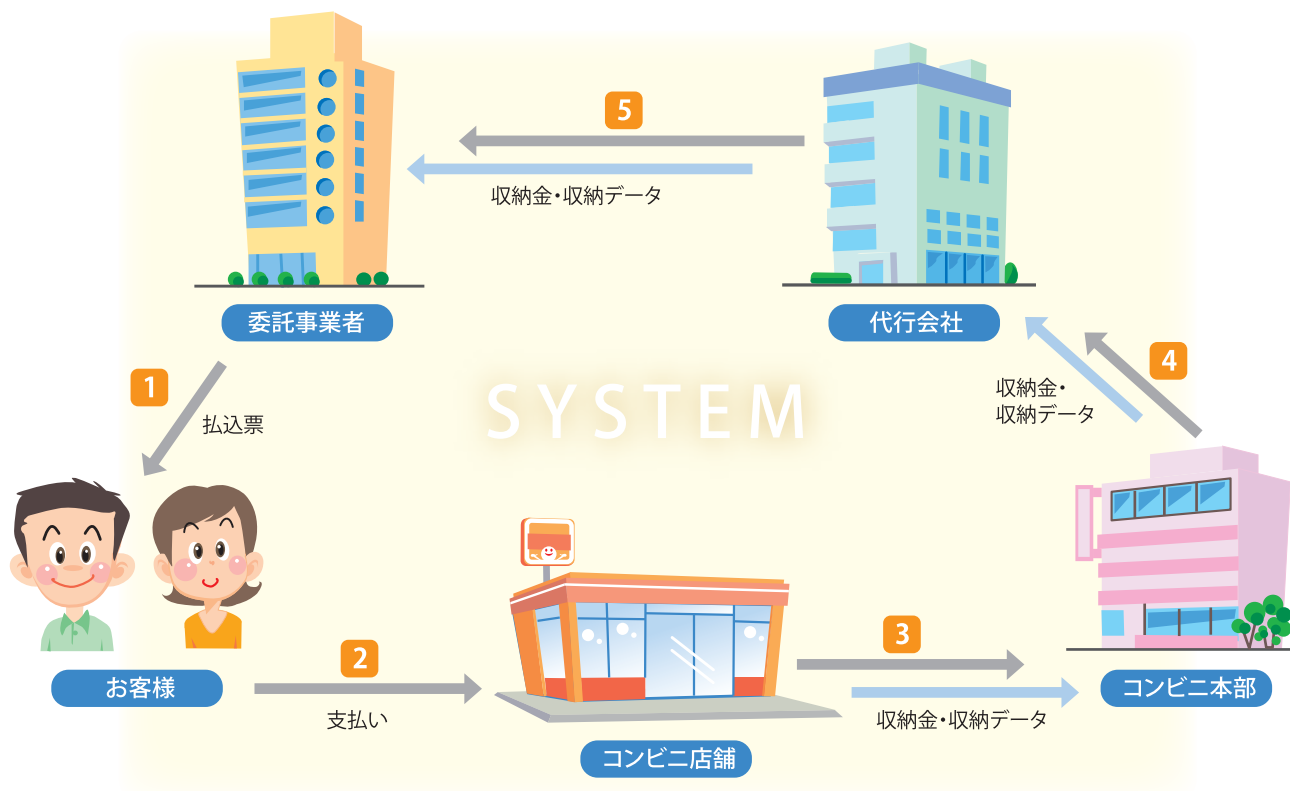 5
収納金・収納データ
委託事業者
代行会社
1
払込票
SYSTEM
4
収納金・
収納データ
お客様
2
支払い
コンビニ店舗
3
収納金・収納データ
コンビニ本部